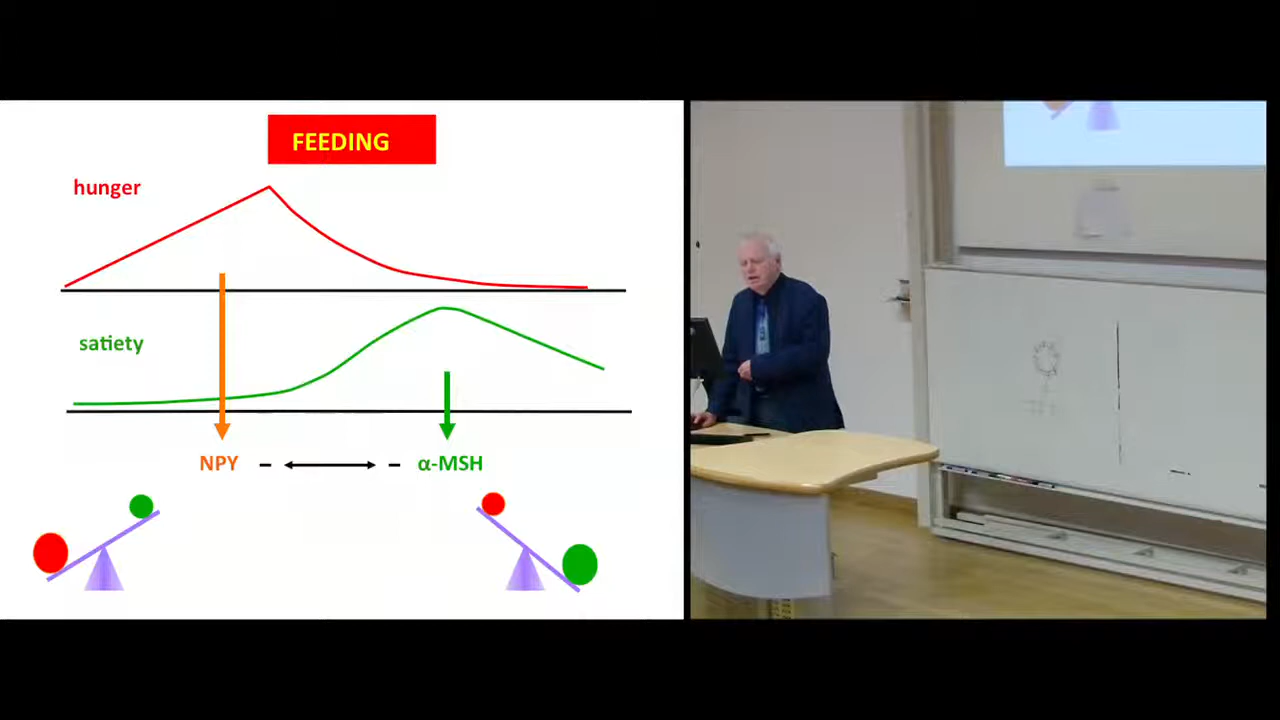 FEEDING
hunger
satiety
NPY
α-MSH